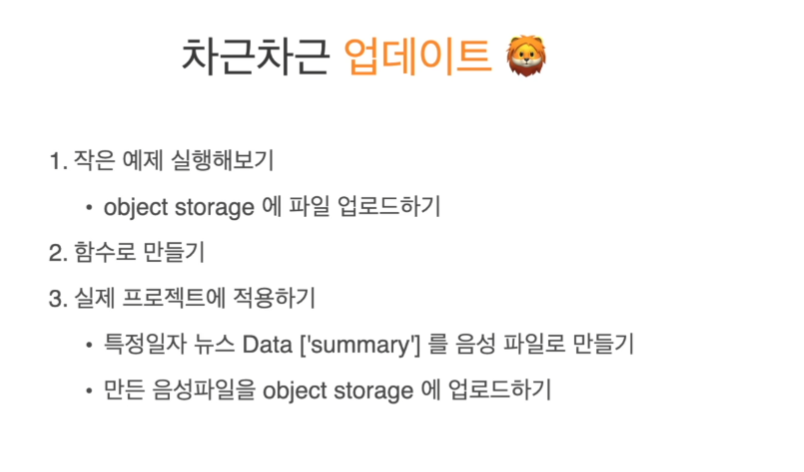 차근차근 업데이트 🦁
1. 작은 예제 실행해보기
• object storage 에 파일 업로드하기
2. 함수로 만들기
3. 실제 프로젝트에 적용하기
• 특정일자 뉴스 Data ['summary'] 를 음성 파일로 만들기
• 만든 음성파일을 object storage 에 업로드하기